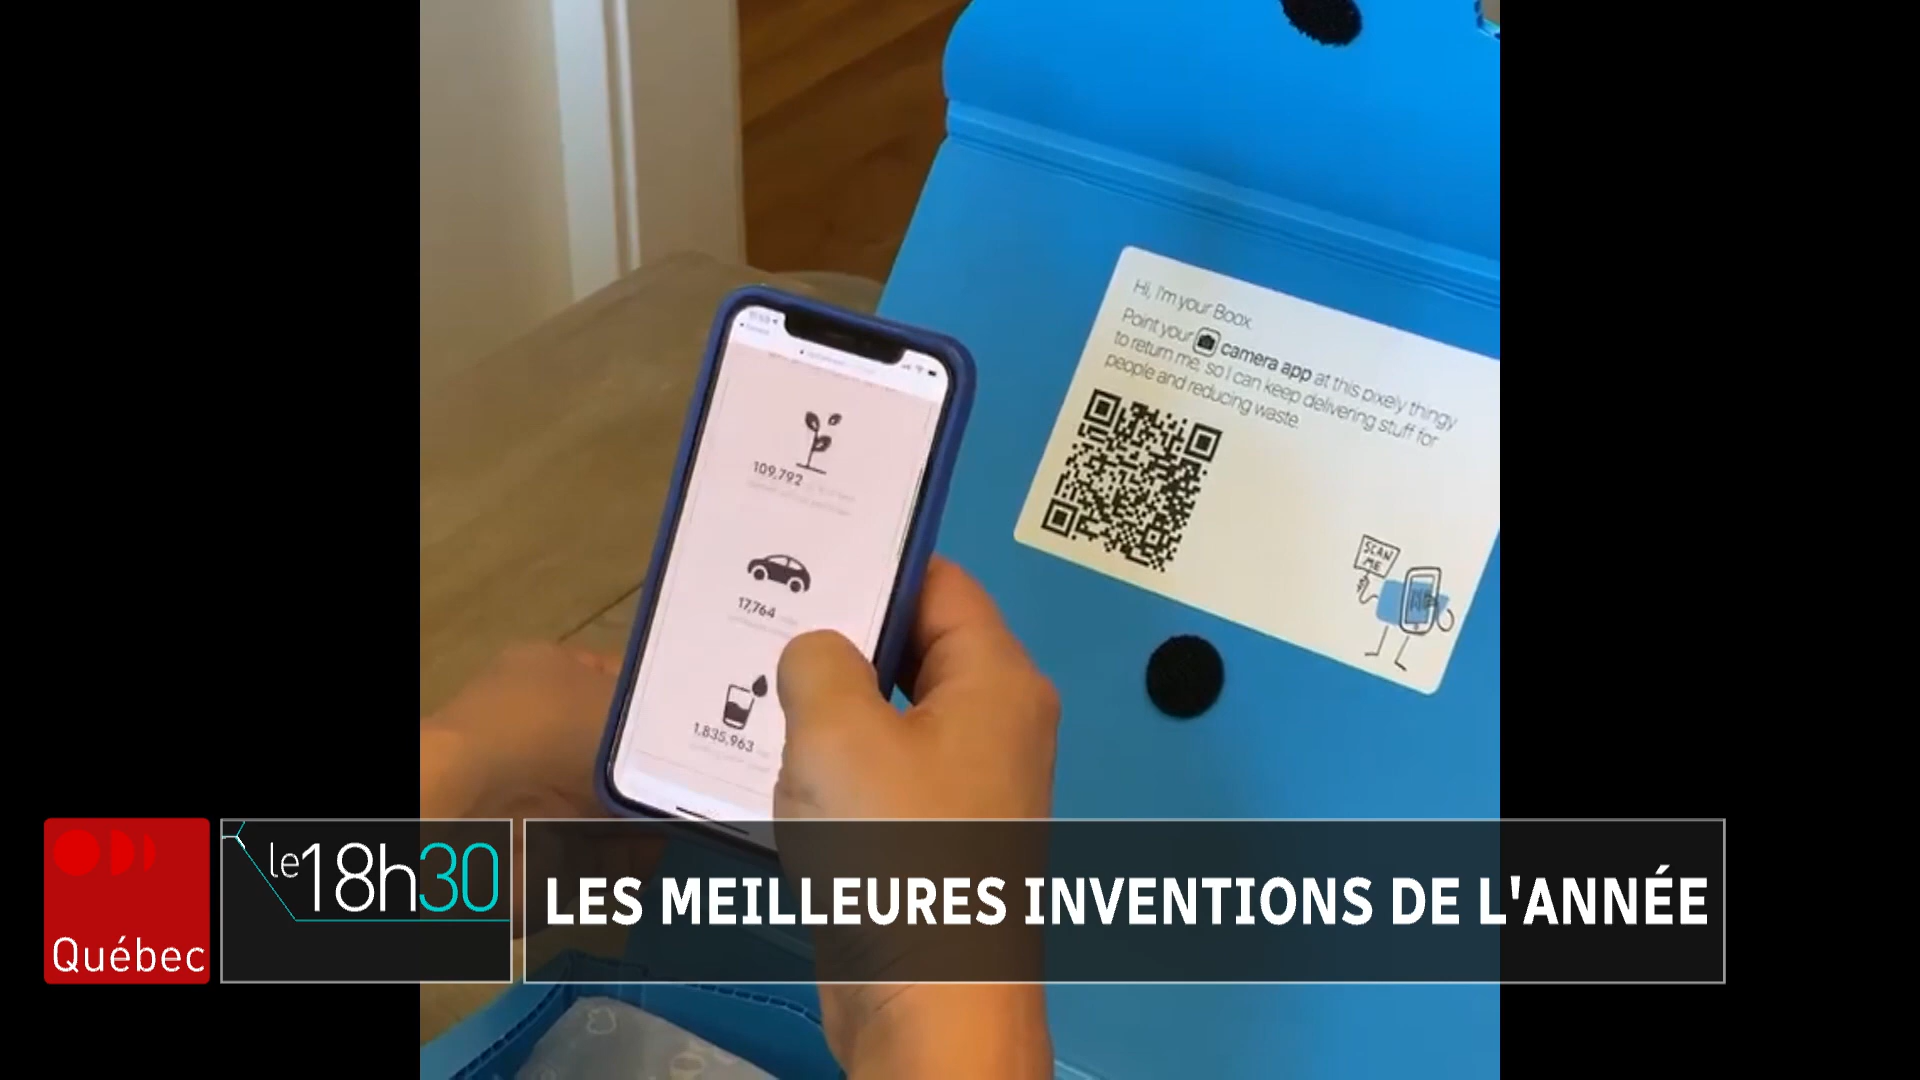 Hi, I'm your Boox.
Point your camera app at this pixely thingy
to return me, so I can keep delivering stuff for
people and reducing waste.
SCAN
ME
109,792
17,764
1,835,963
Québec
le 18h30
LES MEILLEURES INVENTIONS DE L'ANNÉE